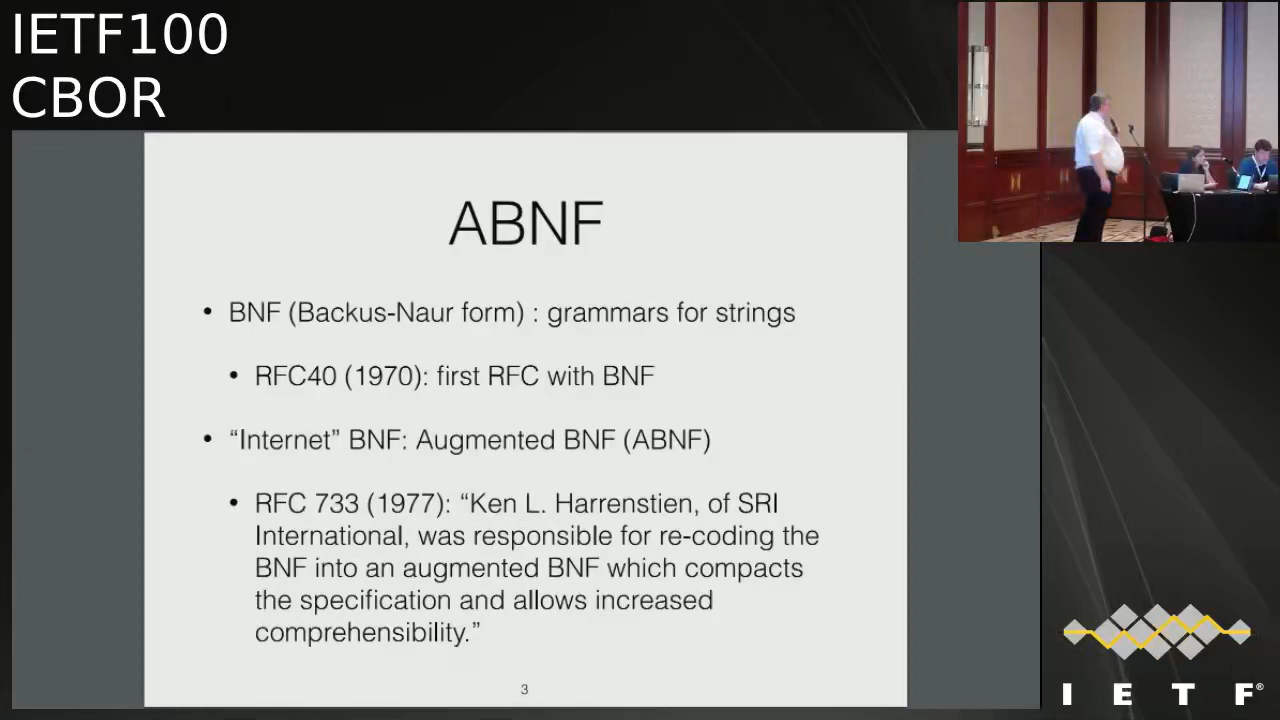 IETF100
CBOR
ABNF
• BNF (Backus-Naur form) : grammars for strings
• RFC40 (1970): first RFC with BNF
• “Internet” BNF: Augmented BNF (ABNF)
• RFC 733 (1977): “Ken L. Harrenstien, of SRI
International, was responsible for re-coding the
BNF into an augmented BNF which compacts
the specification and allows increased
comprehensibility.”
3
I E T F®